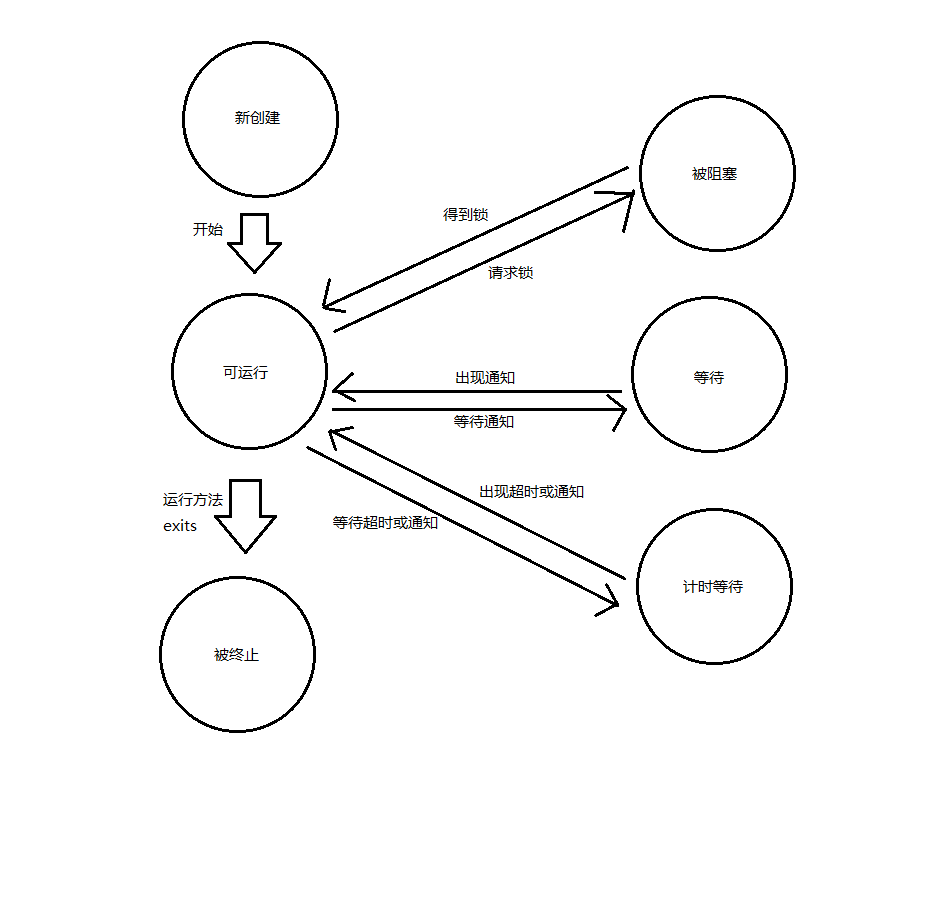 新创建
被阻塞
得到锁
开始
请求锁
可运行
出现通知
等待
等待通知
出现超时或通知
运行方法
exits
等待超时或通知
计时等待
被终止